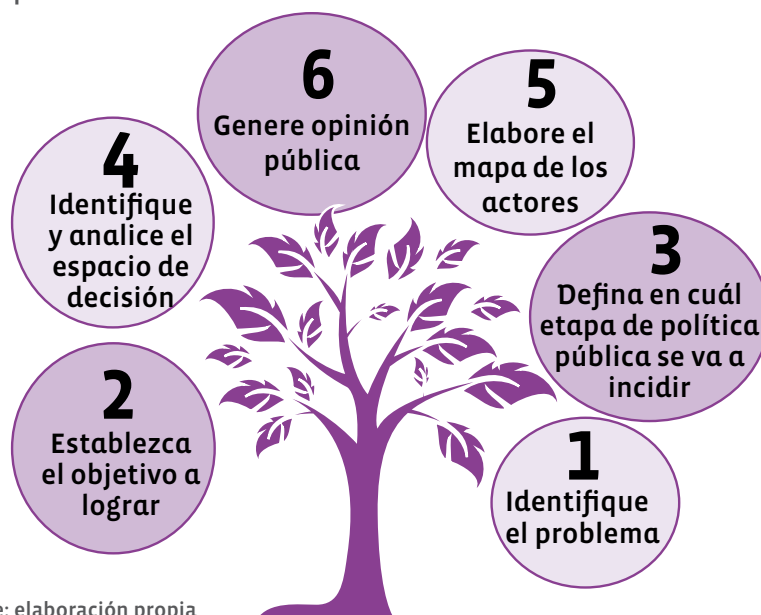 6
Genere opinión
pública
5
Elabore el
mapa de los
actores
4
Identifique
y analice el
espacio de
decisión
3
Defina en cuál
etapa de política
pública se va a
incidir
2
Establezca
el objetivo a
lograr
1
Identifique
el problema
elaboración propia